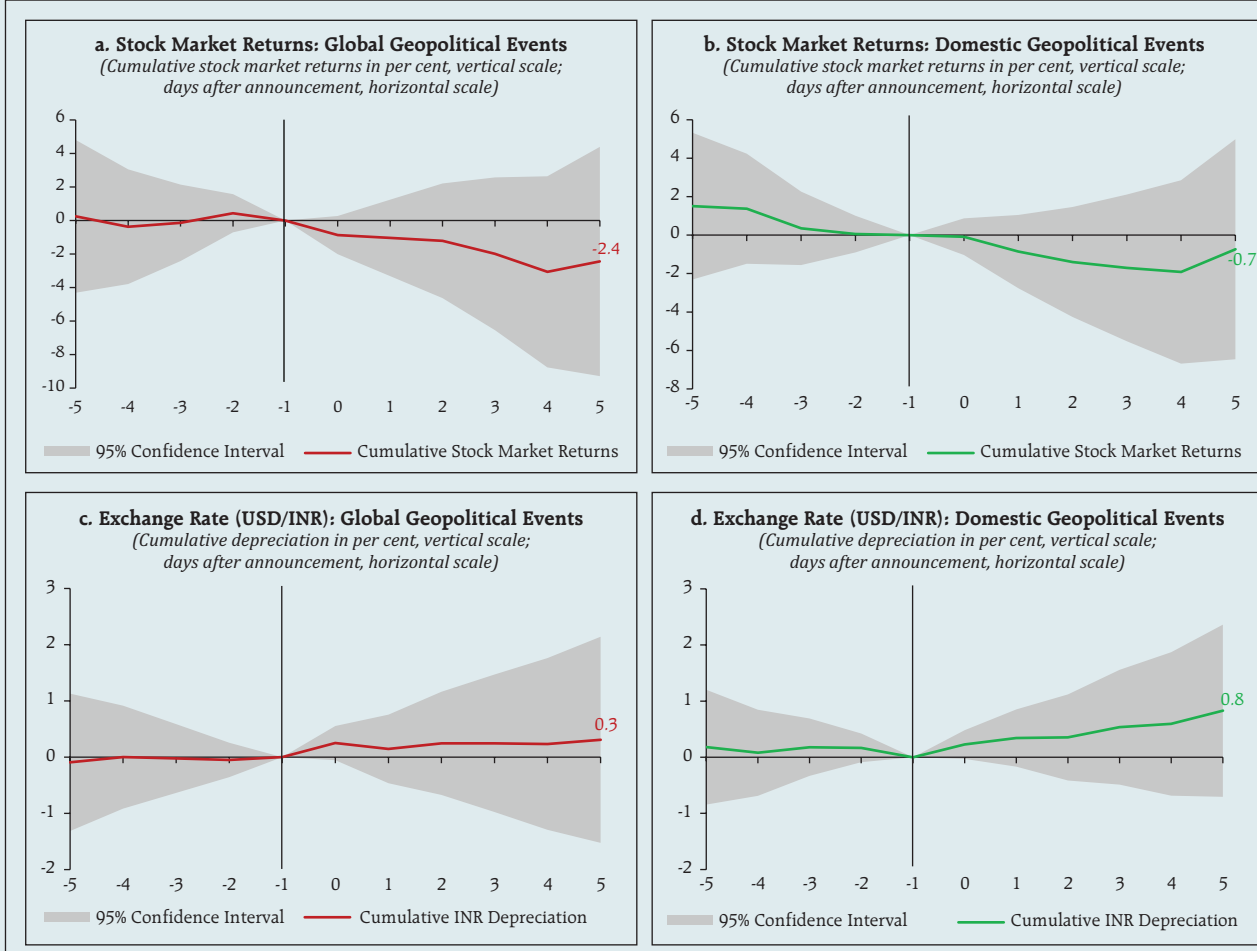 a. Stock Market Returns: Global Geopolitical Events
(Cumulative stock market returns in per cent, vertical scale;
days after announcement, horizontal scale)
6
4
2
0
-2
-4
-6
-8
-10
-2.4
-5 -4 -3 -2 -1 0 1 2 3 4 5
95% Confidence Interval Cumulative Stock Market Returns
b. Stock Market Returns: Domestic Geopolitical Events
(Cumulative stock market returns in per cent, vertical scale;
days after announcement, horizontal scale)
6
4
2
0
-2
-4
-6
-8
-0.7
-5 -4 -3 -2 -1 0 1 2 3 4 5
95% Confidence Interval Cumulative Stock Market Returns
c. Exchange Rate (USD/INR): Global Geopolitical Events
(Cumulative depreciation in per cent, vertical scale;
days after announcement, horizontal scale)
3
2
1
0
-1
-2
0.3
-5 -4 -3 -2 -1 0 1 2 3 4 5
95% Confidence Interval Cumulative INR Depreciation
d. Exchange Rate (USD/INR): Domestic Geopolitical Events
(Cumulative depreciation in per cent, vertical scale;
days after announcement, horizontal scale)
3
2
1
0
-1
-2
0.8
-5 -4 -3 -2 -1 0 1 2 3 4 5
95% Confidence Interval Cumulative INR Depreciation